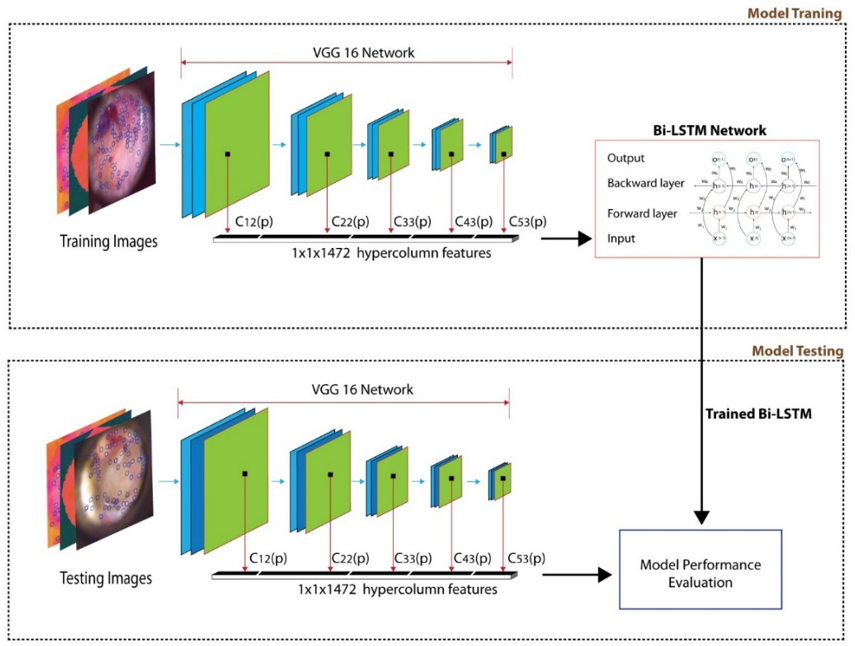 Model Traning
VGG 16 Network
Bi-LSTM Network
Output
Backward layer
Forward layer
Input
C12(p) C22(p) C33(p) C43(p) C53(p)
Training Images
1x1x1472 hypercolumn features
Model Testing
VGG 16 Network
Trained Bi-LSTM
C12(p) C22(p) C33(p) C43(p) C53(p)
Testing Images
1x1x1472 hypercolumn features
Model Performance
Evaluation